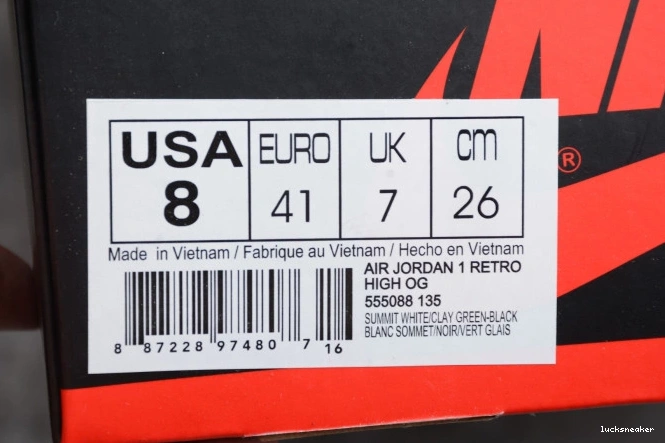 NIKE
®
USA EURO UK cm
8 41 7 26
Made in Vietnam / Fabrique au Vietnam / Hecho en Vietnam
AIR JORDAN 1 RETRO
HIGH OG
555088 135
SUMMIT WHITE/CLAY GREEN-BLACK
BLANC SOMMET/NOIR/VERT GLAIS
8 87228 97480 7 16
lucksneaker